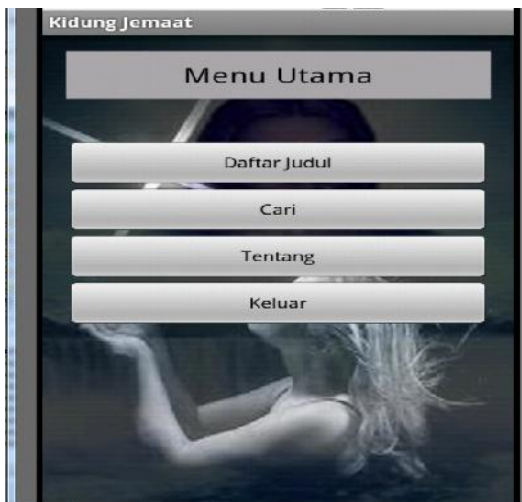 Kidung Jemaat
Menu Utama
Daftar Judul
Cari
Tentang
Keluar